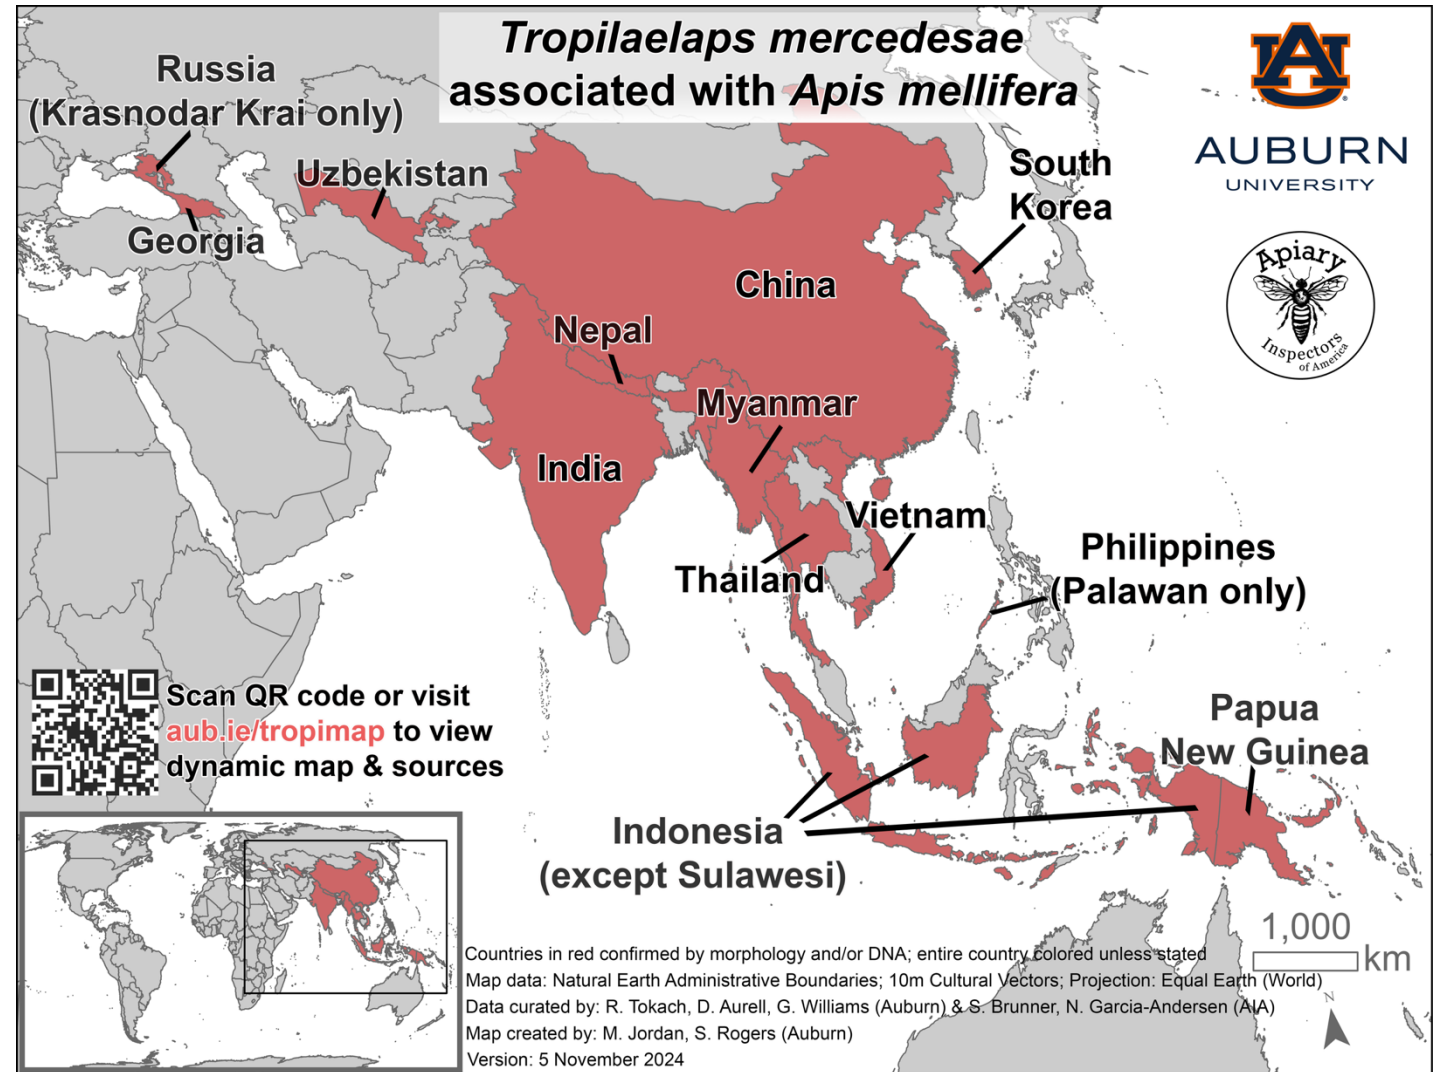 Tropilaelaps mercedesae
associated with Apis mellifera
Russia
(Krasnodar Krai only)
Uzbekistan
Georgia
South
Korea
China
Nepal
Myanmar
India
Vietnam
Thailand
Philippines
(Palawan only)
Papua
New Guinea
Indonesia
(except Sulawesi)
AUBURN
UNIVERSITY
Apiary
Inspectors
of America
Scan QR code or visit
aub.ie/tropimap to view
dynamic map & sources
1,000
km
N
Countries in red confirmed by morphology and/or DNA; entire country colored unless stated
Map data: Natural Earth Administrative Boundaries; 10m Cultural Vectors; Projection: Equal Earth (World)
Data curated by: R. Tokach, D. Aurell, G. Williams (Auburn) & S. Brunner, N. Garcia-Andersen (AIA)
Map created by: M. Jordan, S. Rogers (Auburn)
Version: 5 November 2024